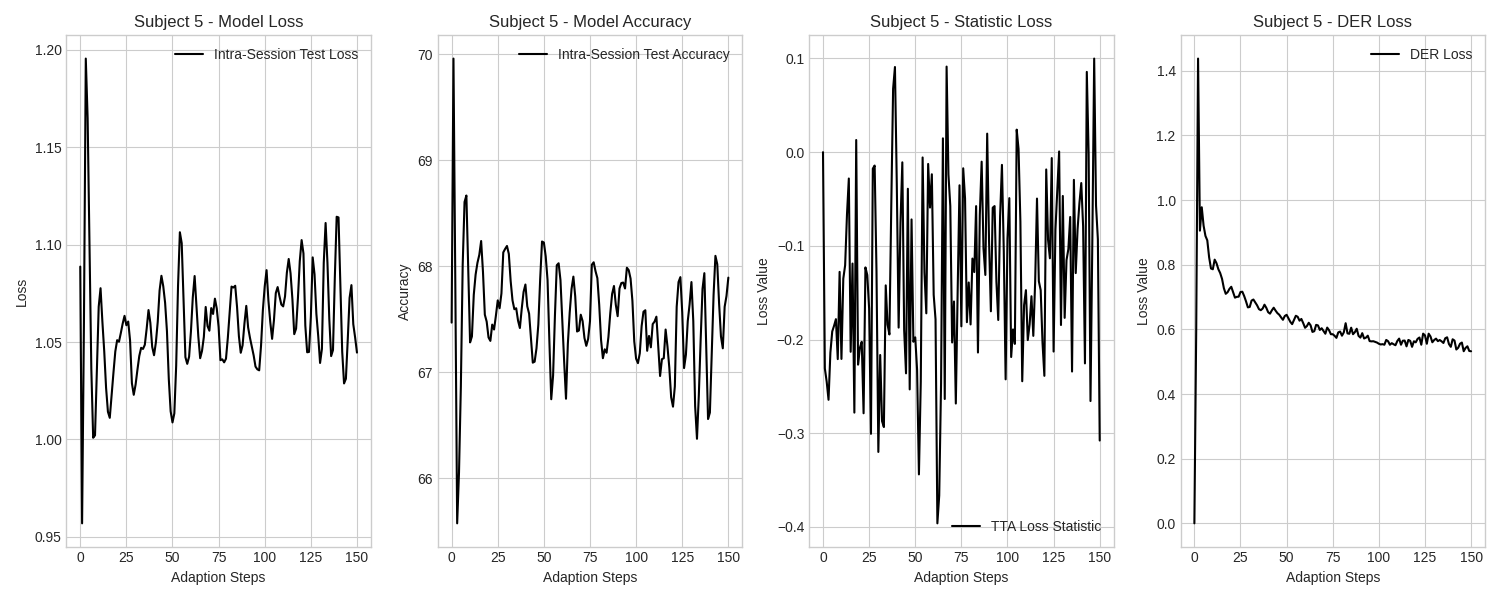 Subject 5 - Model Loss
Intra-Session Test Loss
1.20
1.15
1.10
1.05
1.00
0.95
Loss
0 25 50 75 100 125 150
Adaption Steps
Subject 5 - Model Accuracy
Intra-Session Test Accuracy
70
69
68
67
66
Accuracy
0 25 50 75 100 125 150
Adaption Steps
Subject 5 - Statistic Loss
0.1
0.0
−0.1
−0.2
−0.3
−0.4
Loss Value
TTA Loss Statistic
0 25 50 75 100 125 150
Adaption Steps
Subject 5 - DER Loss
DER Loss
1.4
1.2
1.0
0.8
0.6
0.4
0.2
0.0
Loss Value
0 25 50 75 100 125 150
Adaption Steps